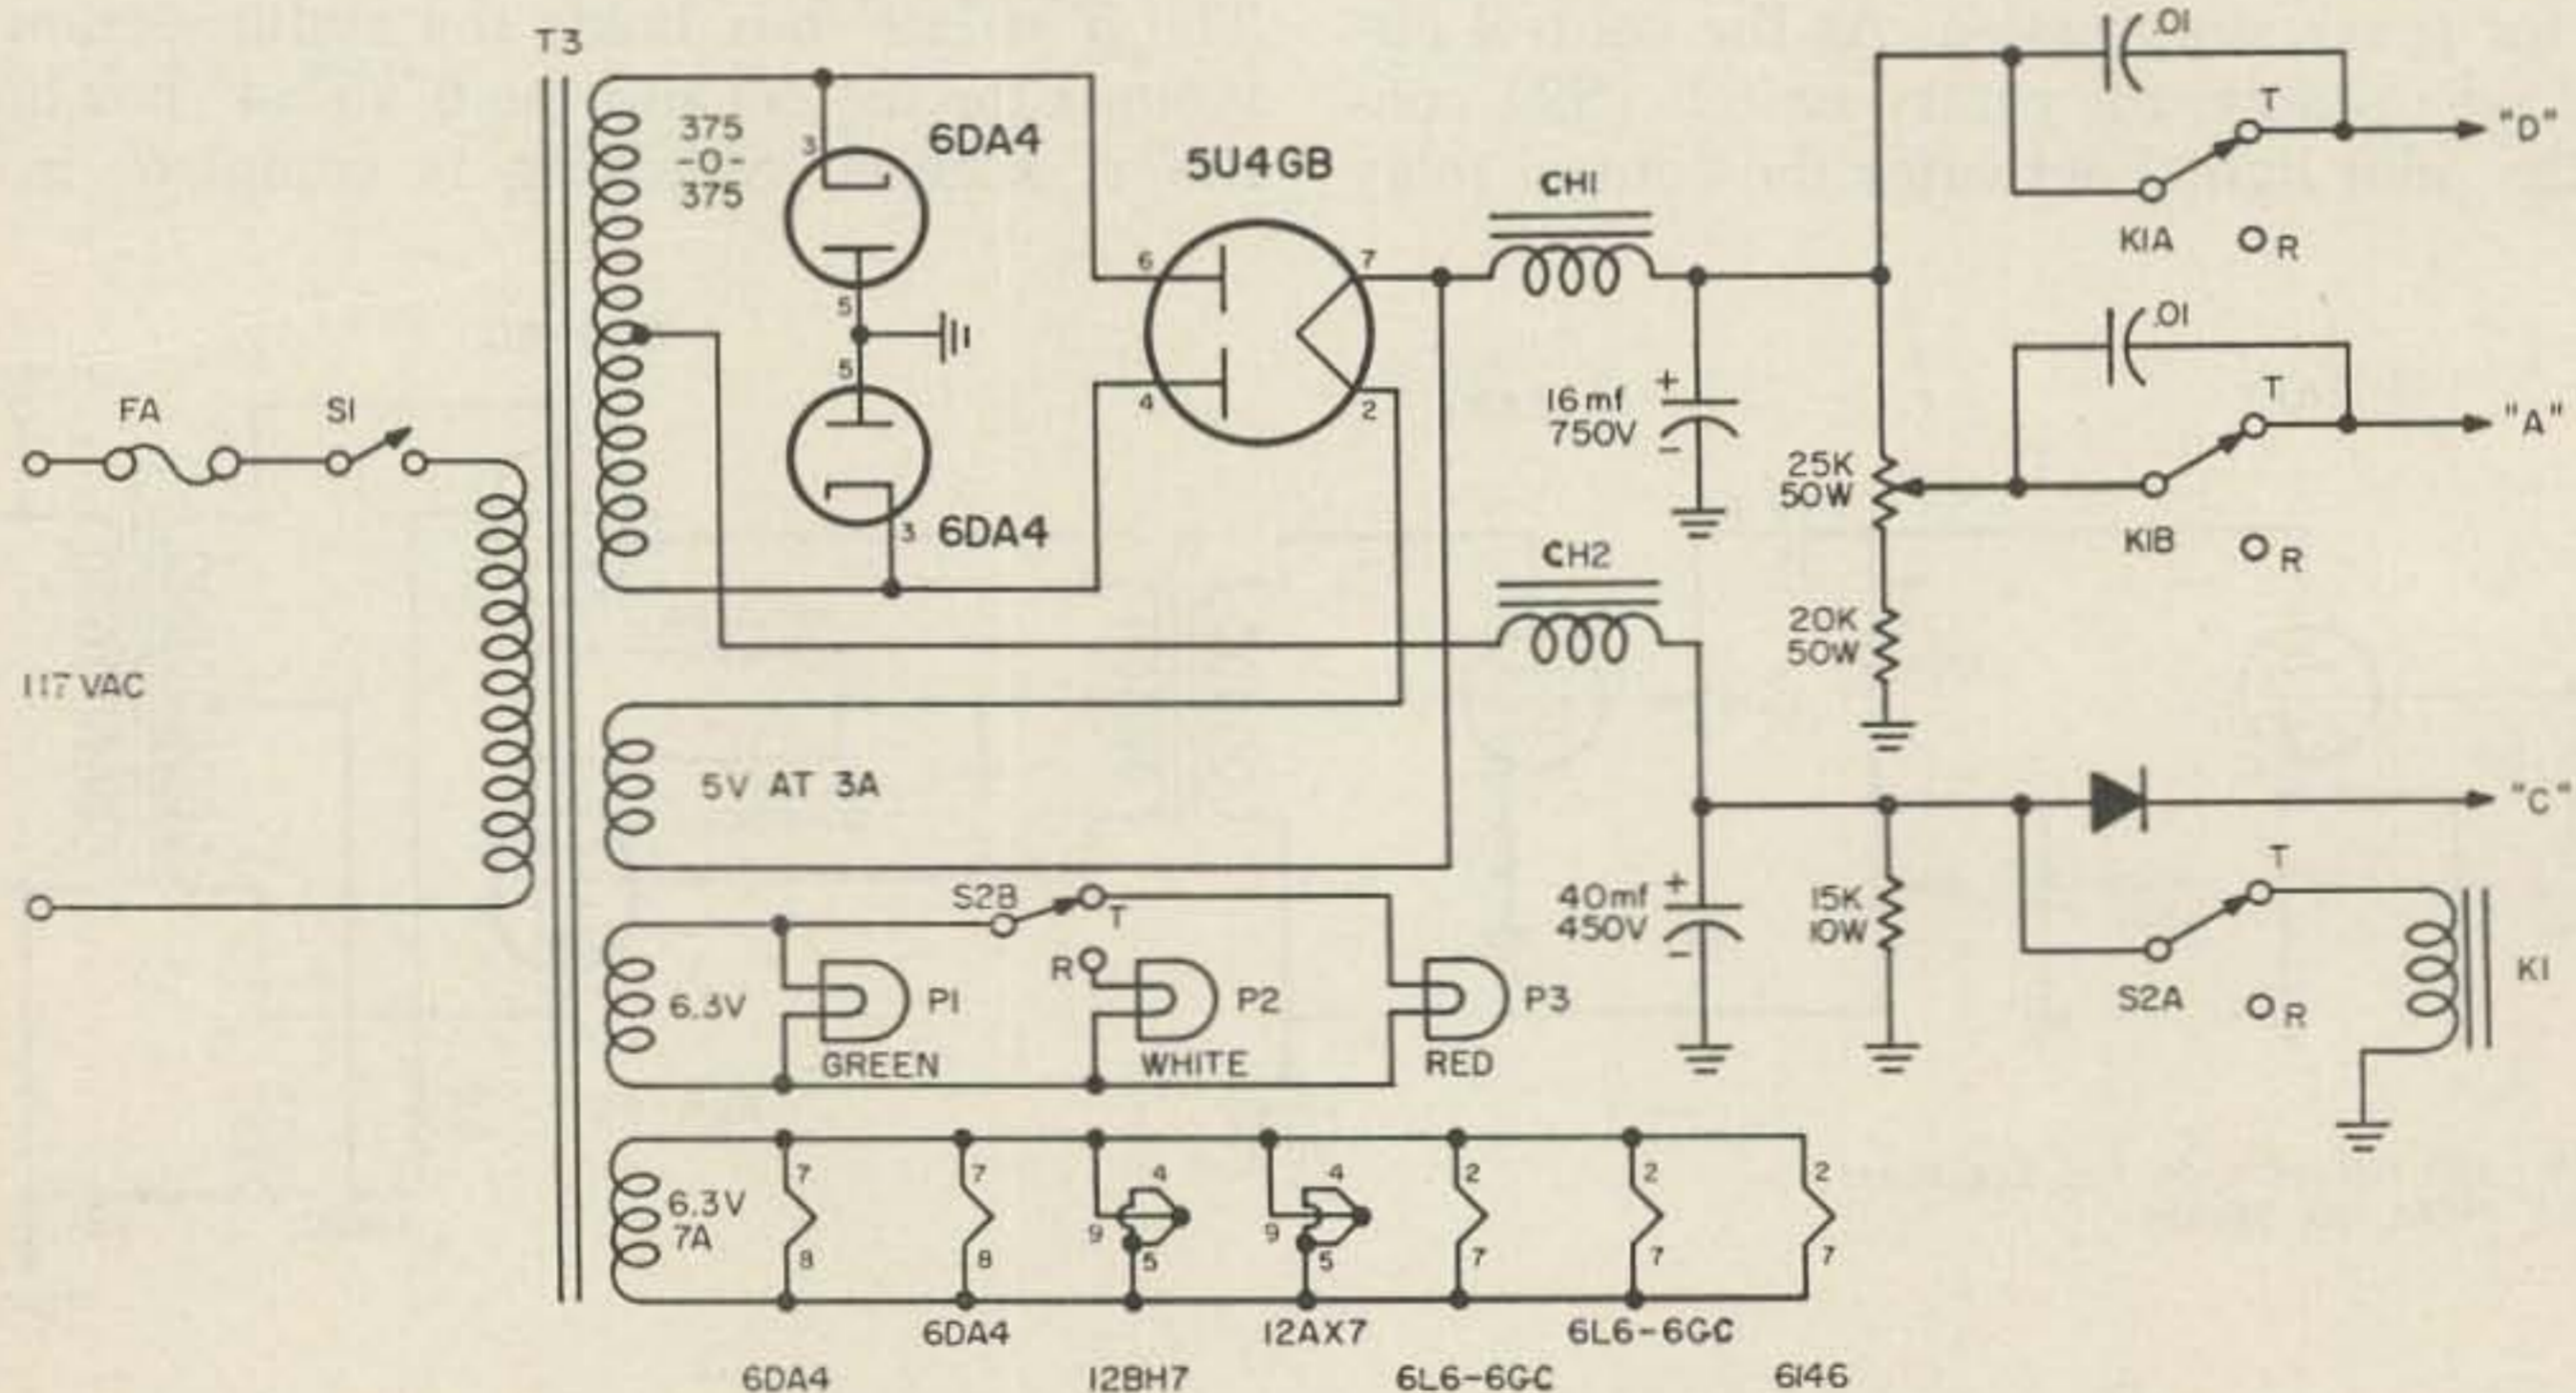 T3
375
-0-
375
3
6DA4
5
5
3
6DA4
5U4GB
6
7
4
2
CH1
.01
T
"D"
K1A
R
.01
T
"A"
K1B
R
16 mf
750V
+
-
25K
50W
20K
50W
CH2
FA
S1
117 VAC
5V AT 3A
"C"
40mf
450V
+
-
15K
10W
T
S2A
R
K1
S2B
T
R
6.3V
P1
GREEN
P2
WHITE
P3
RED
6.3V
7A
7
8
7
8
4
9
5
4
9
5
2
7
2
7
2
7
6DA4
12AX7
6L6-6GC
6DA4
12BH7
6L6-6GC
6146